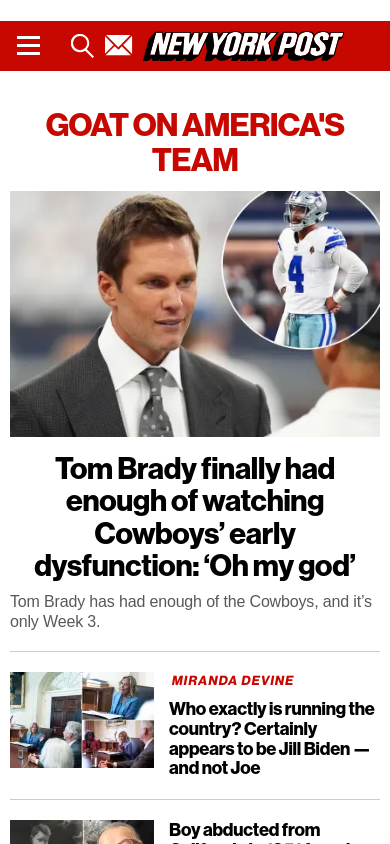 NEW YORK POST
GOAT ON AMERICA'S
TEAM
4
Tom Brady finally had
enough of watching
Cowboys’ early
dysfunction: ‘Oh my god’
Tom Brady has had enough of the Cowboys, and it’s
only Week 3.
MIRANDA DEVINE
Who exactly is running the
country? Certainly
appears to be Jill Biden —
and not Joe
Boy abducted from